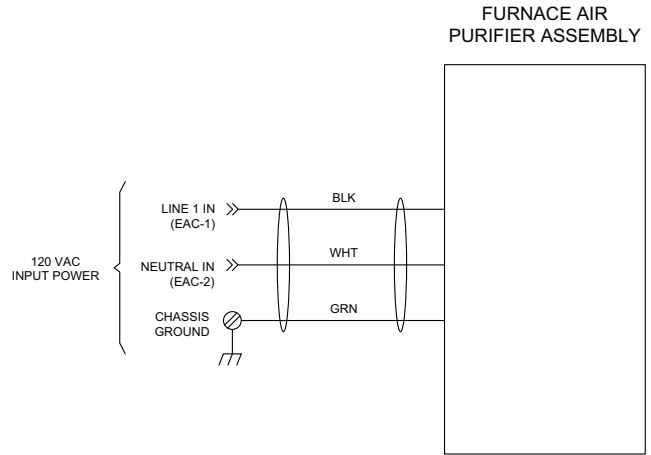 FURNACE AIR
PURIFIER ASSEMBLY
BLK
LINE 1 IN
(EAC-1)
WHT
120 VAC
INPUT POWER
NEUTRAL IN
(EAC-2)
GRN
CHASSIS
GROUND